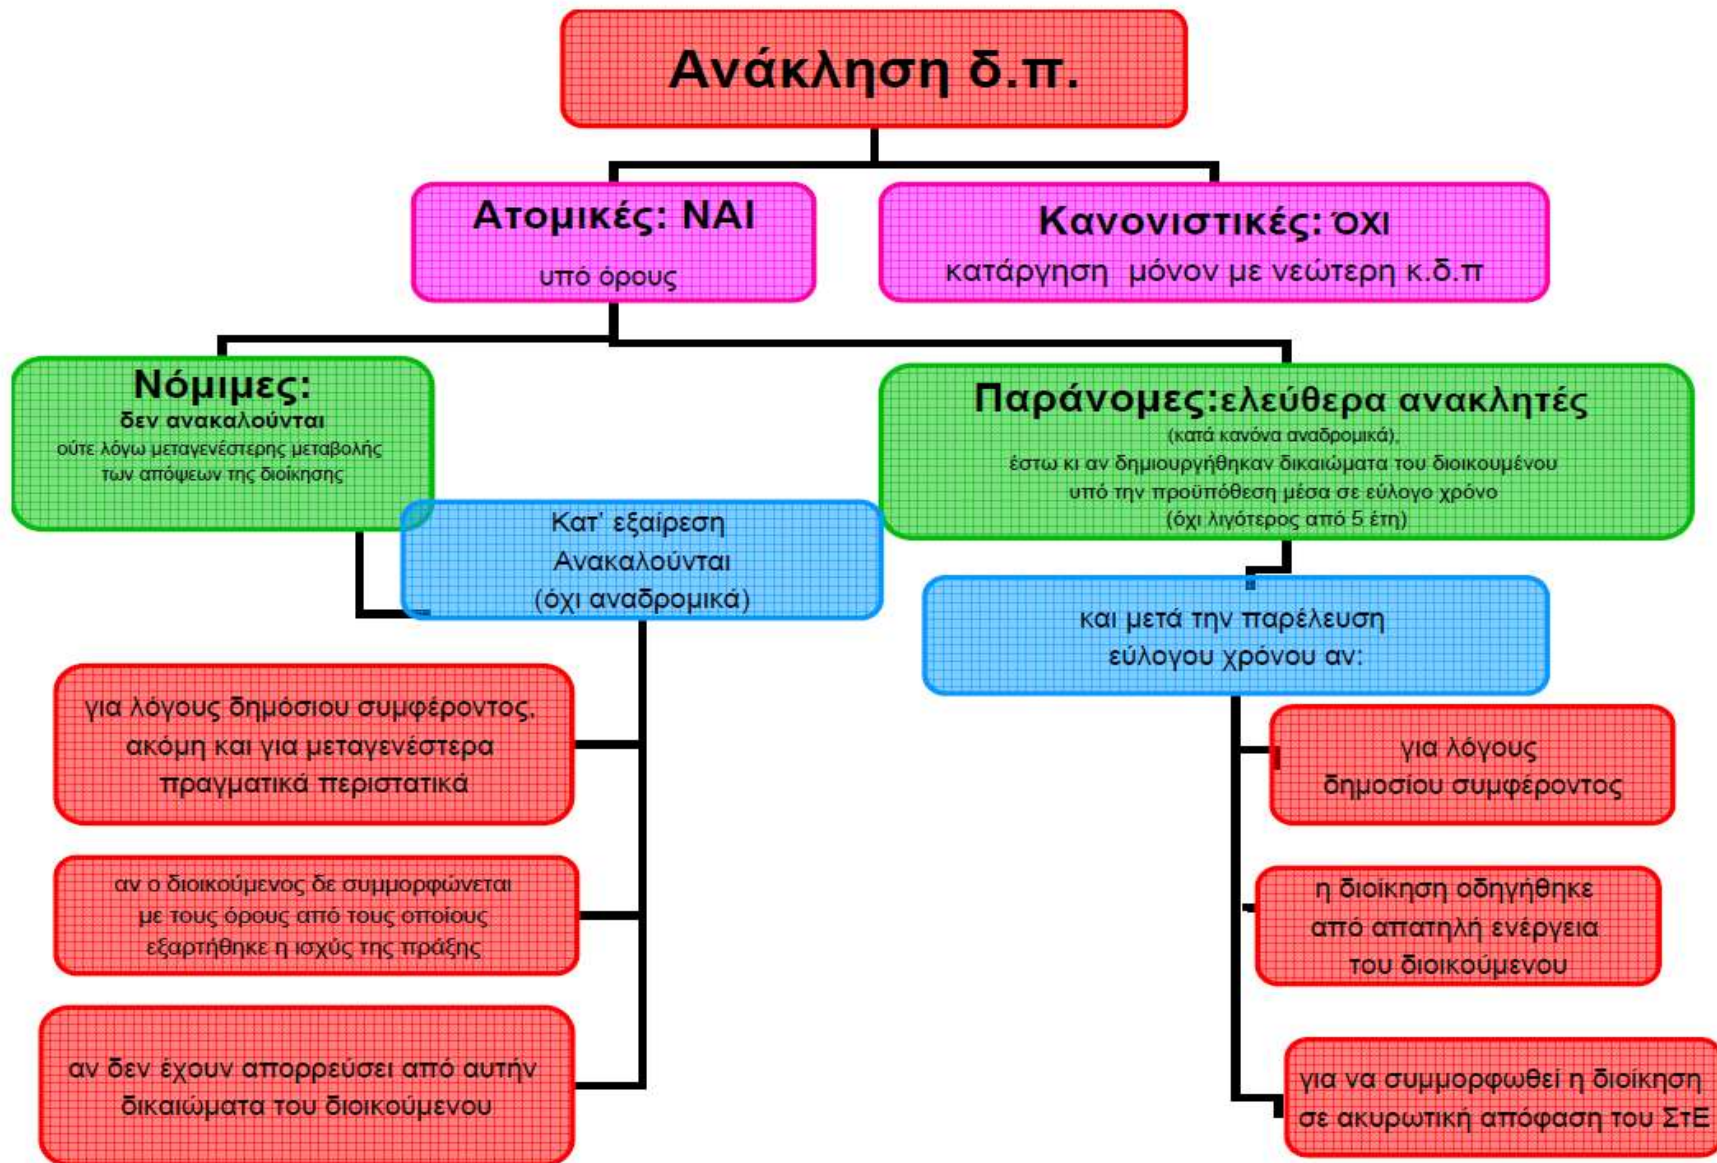 Ανάκληση δ.π.
Ατομικές: ΝΑΙ
υπό όρους
Κανονιστικές: ΌΧΙ
κατάργηση μόνον με νεώτερη κ.δ.π
Νόμιμες:
δεν ανακαλούνται
ούτε λόγω μεταγενέστερης μεταβολής
των απόψεων της διοίκησης
Κατ' εξαίρεση
Ανακαλούνται
(όχι αναδρομικά)
για λόγους δημόσιου συμφέροντος,
ακόμη και για μεταγενέστερα
πραγματικά περιστατικά
αν ο διοικούμενος δε συμμορφώνεται
με τους όρους από τους οποίους
εξαρτήθηκε η ισχύς της πράξης
αν δεν έχουν απορρεύσει από αυτήν
δικαιώματα του διοικούμενου
Παράνομες:ελεύθερα ανακλητές
(κατά κανόνα αναδρομικά),
έστω κι αν δημιουργήθηκαν δικαιώματα του διοικουμένου
υπό την προϋπόθεση μέσα σε εύλογο χρόνο
(όχι λιγότερος από 5 έτη)
και μετά την παρέλευση
εύλογου χρόνου αν:
για λόγους
δημοσίου συμφέροντος
η διοίκηση οδηγήθηκε
από απατηλή ενέργεια
του διοικούμενου
για να συμμορφωθεί η διοίκηση
σε ακυρωτική απόφαση του ΣτΕ